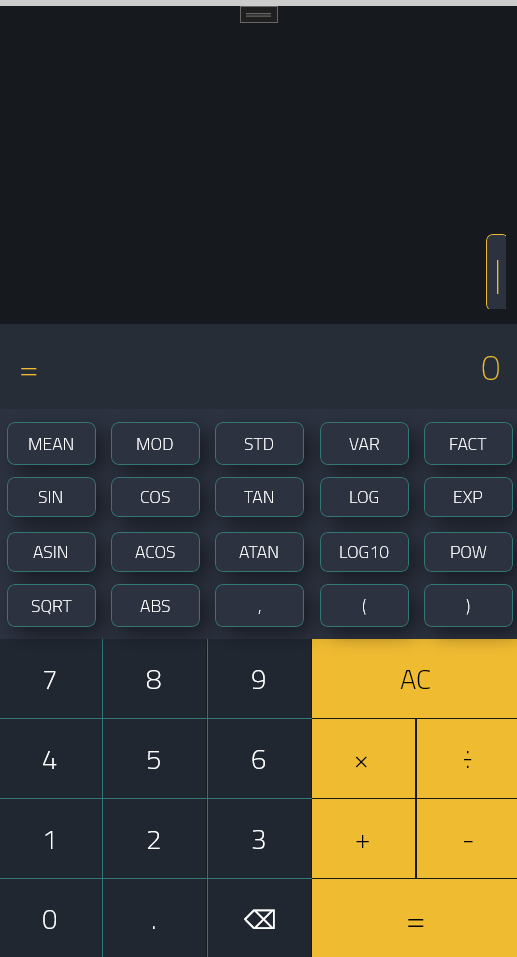 = 0
MEAN MOD STD VAR FACT
SIN COS TAN LOG EXP
ASIN ACOS ATAN LOG10 POW
SQRT ABS , ( )
7 8 9 AC
4 5 6 × ÷
1 2 3 + -
0 . ⌫ =